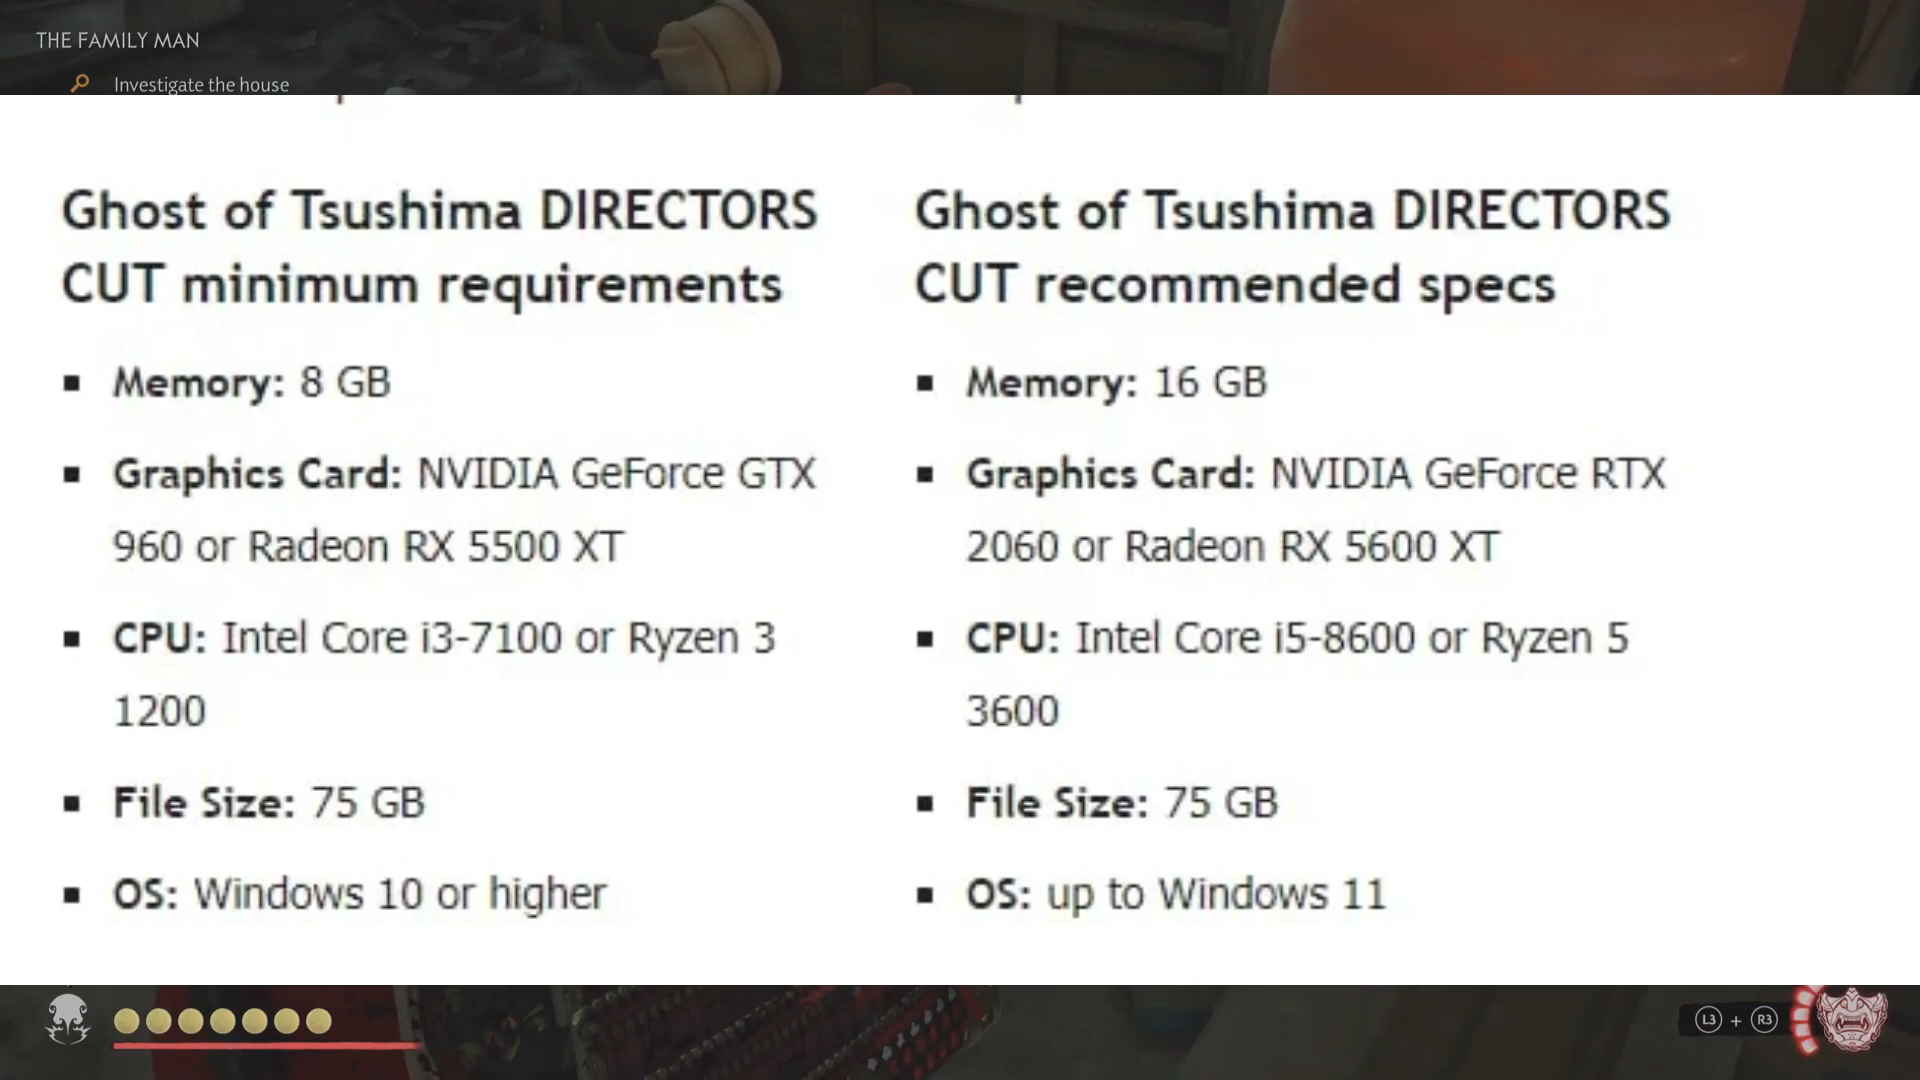 THE FAMILY MAN
Investigate the house
Ghost of Tsushima DIRECTORS
CUT minimum requirements
▪ Memory: 8 GB
▪ Graphics Card: NVIDIA GeForce GTX
960 or Radeon RX 5500 XT
▪ CPU: Intel Core i3-7100 or Ryzen 3
1200
▪ File Size: 75 GB
▪ OS: Windows 10 or higher
Ghost of Tsushima DIRECTORS
CUT recommended specs
▪ Memory: 16 GB
▪ Graphics Card: NVIDIA GeForce RTX
2060 or Radeon RX 5600 XT
▪ CPU: Intel Core i5-8600 or Ryzen 5
3600
▪ File Size: 75 GB
▪ OS: up to Windows 11
L3 + R3